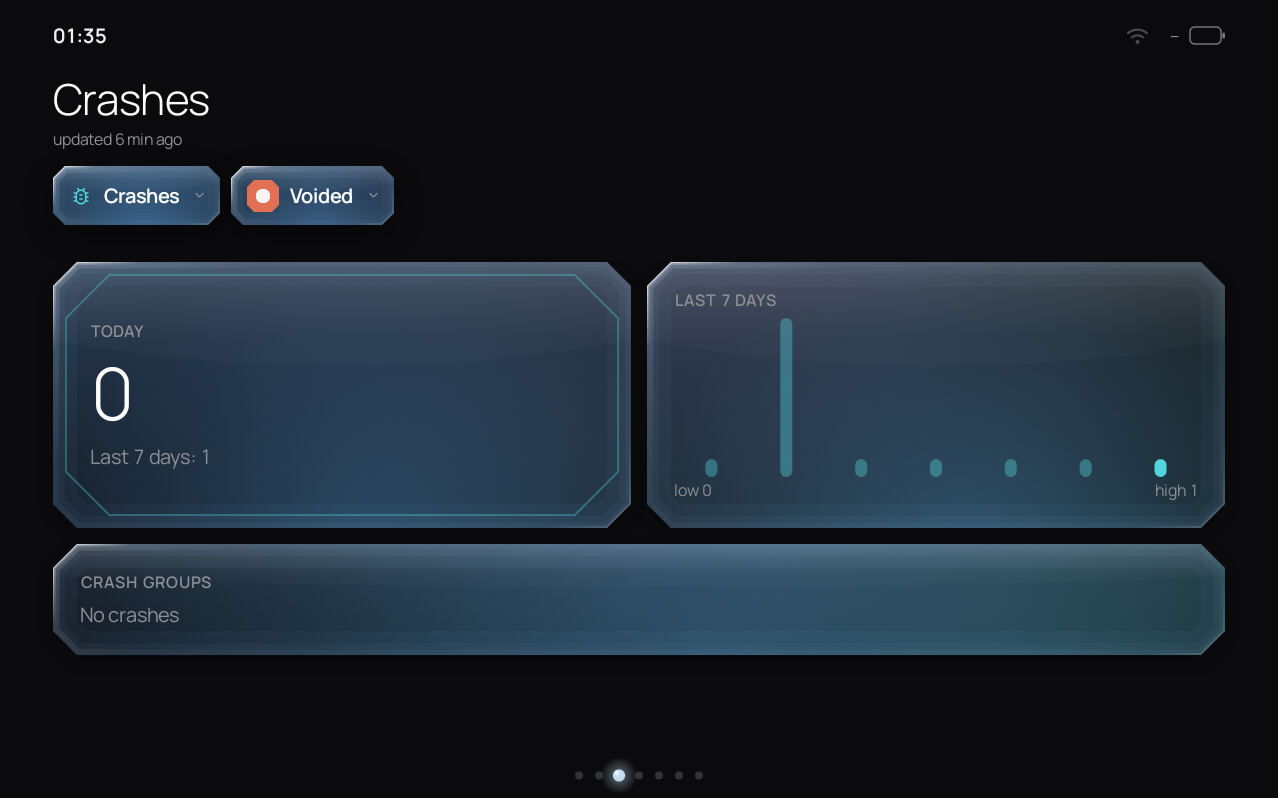 01:35
–
Crashes
updated 6 min ago
Crashes
Voided
TODAY
0
Last 7 days: 1
LAST 7 DAYS
low 0
high 1
CRASH GROUPS
No crashes